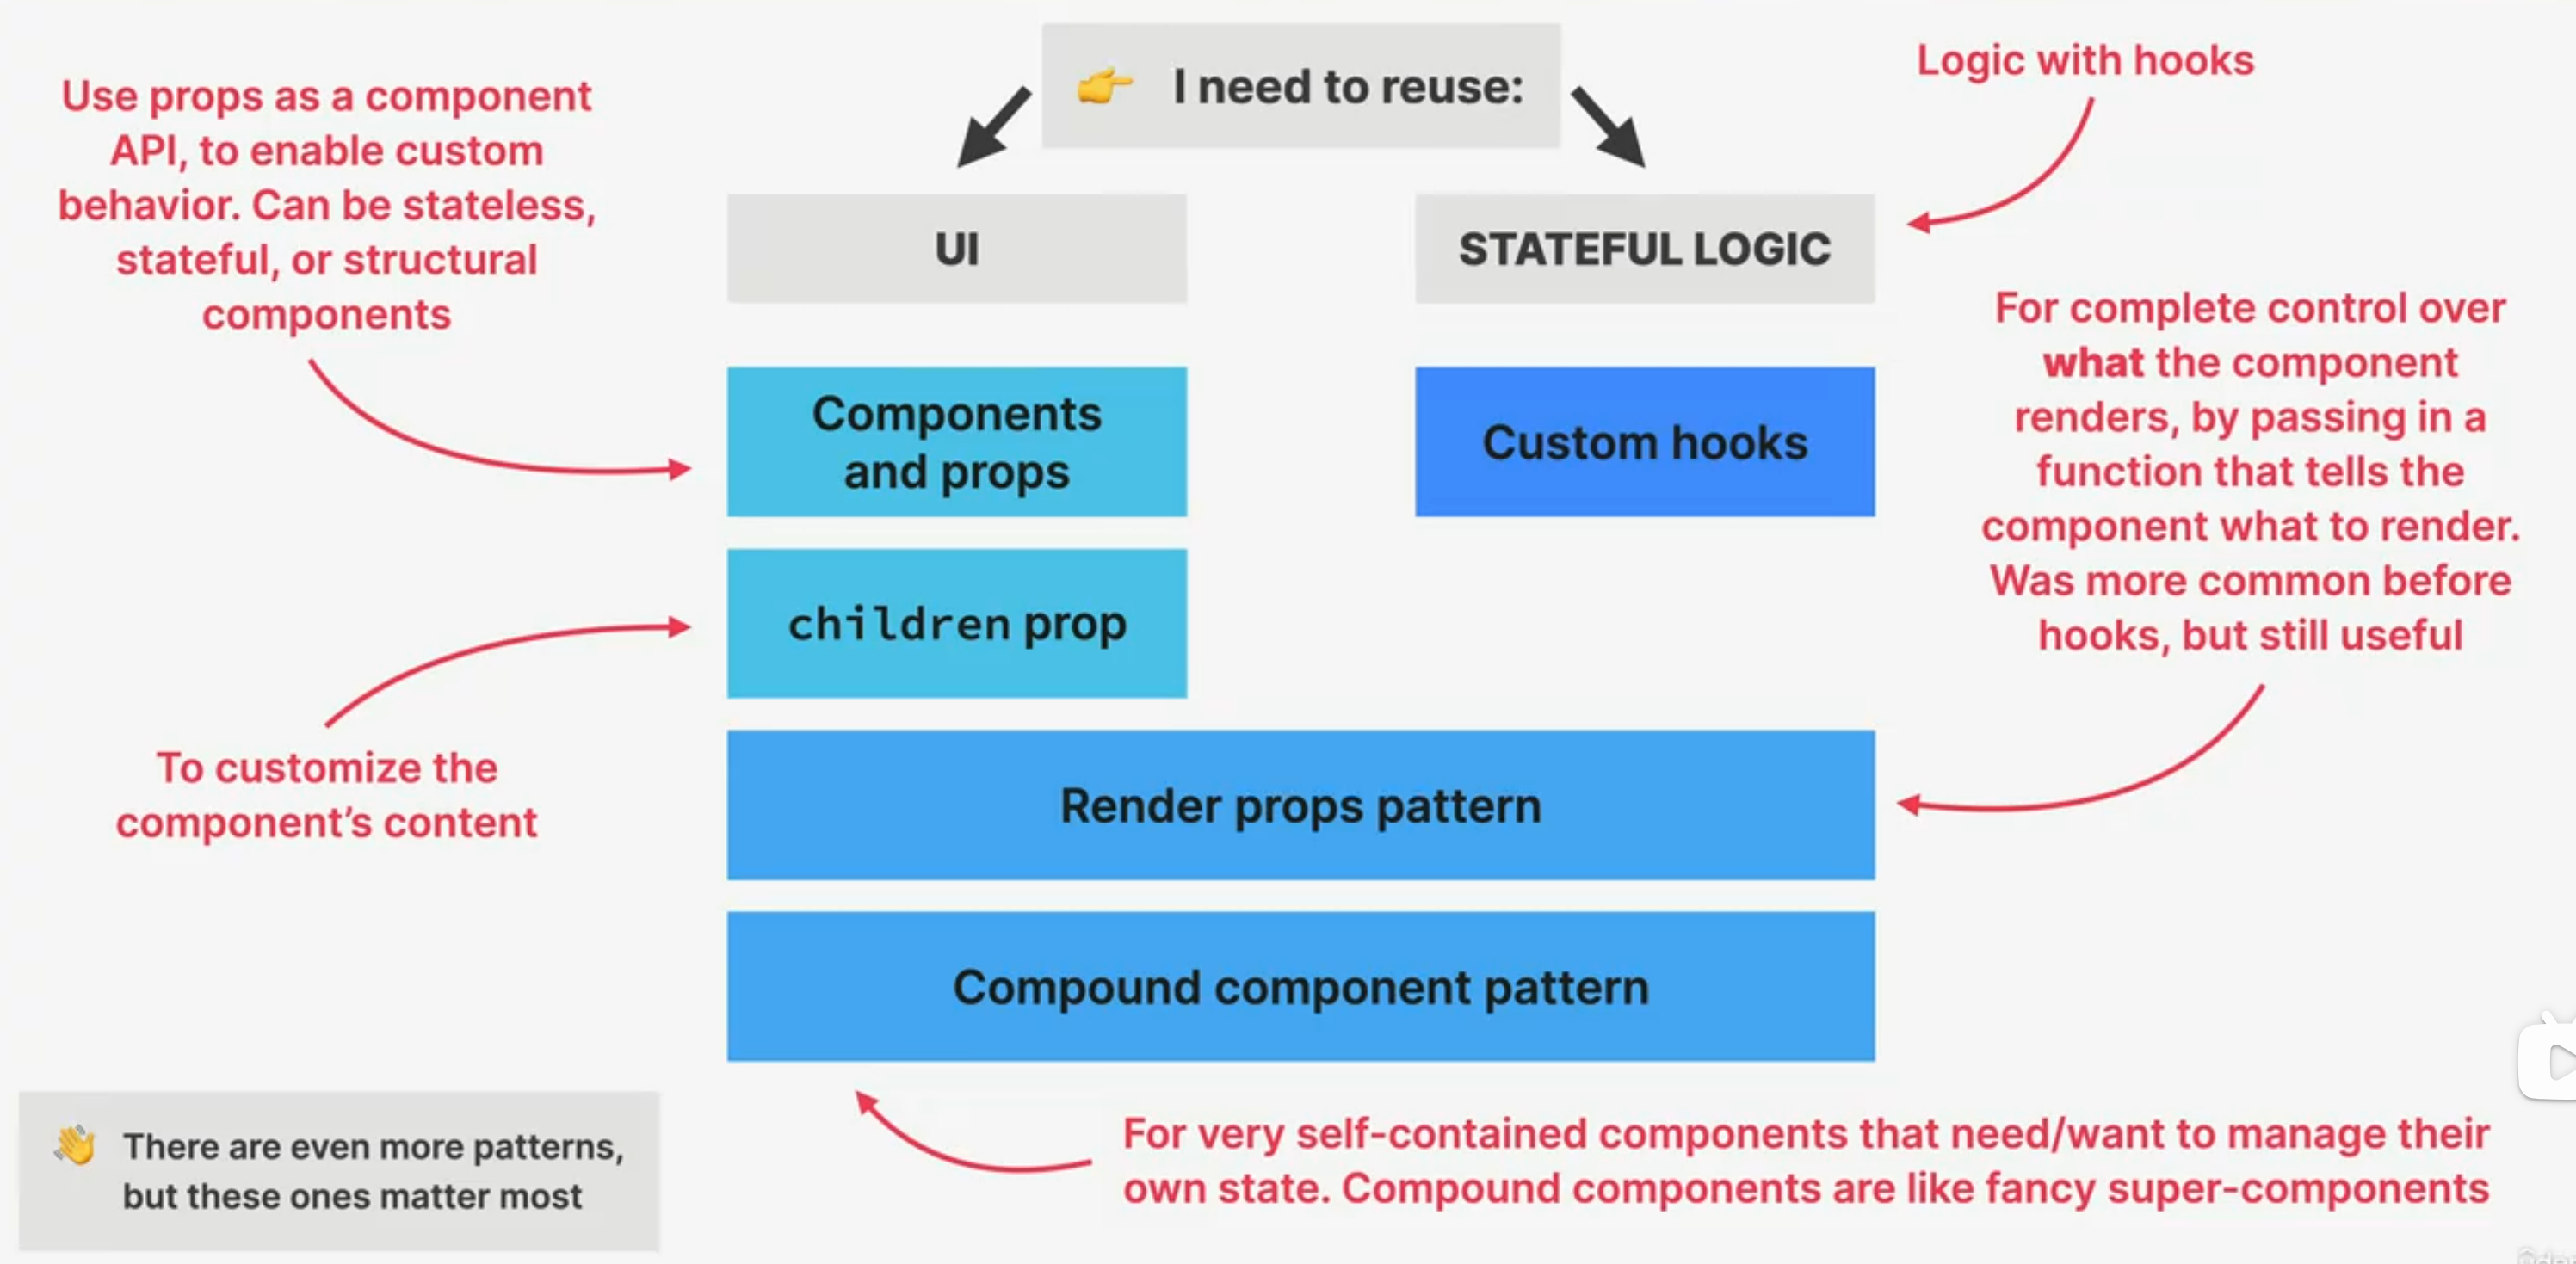 I need to reuse:
Logic with hooks
Use props as a component
API, to enable custom
behavior. Can be stateless,
stateful, or structural
components
UI
STATEFUL LOGIC
For complete control over
what the component
renders, by passing in a
function that tells the
component what to render.
Was more common before
hooks, but still useful
Components
and props
Custom hooks
children prop
To customize the
component’s content
Render props pattern
Compound component pattern
There are even more patterns,
but these ones matter most
For very self-contained components that need/want to manage their
own state. Compound components are like fancy super-components